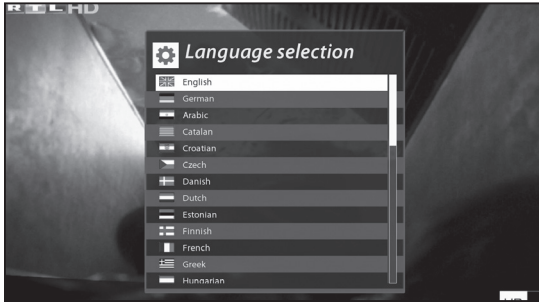 RTL HD
Language selection
English
German
Arabic
Catalan
Croatian
Czech
Danish
Dutch
Estonian
Finnish
French
Greek
Hungarian